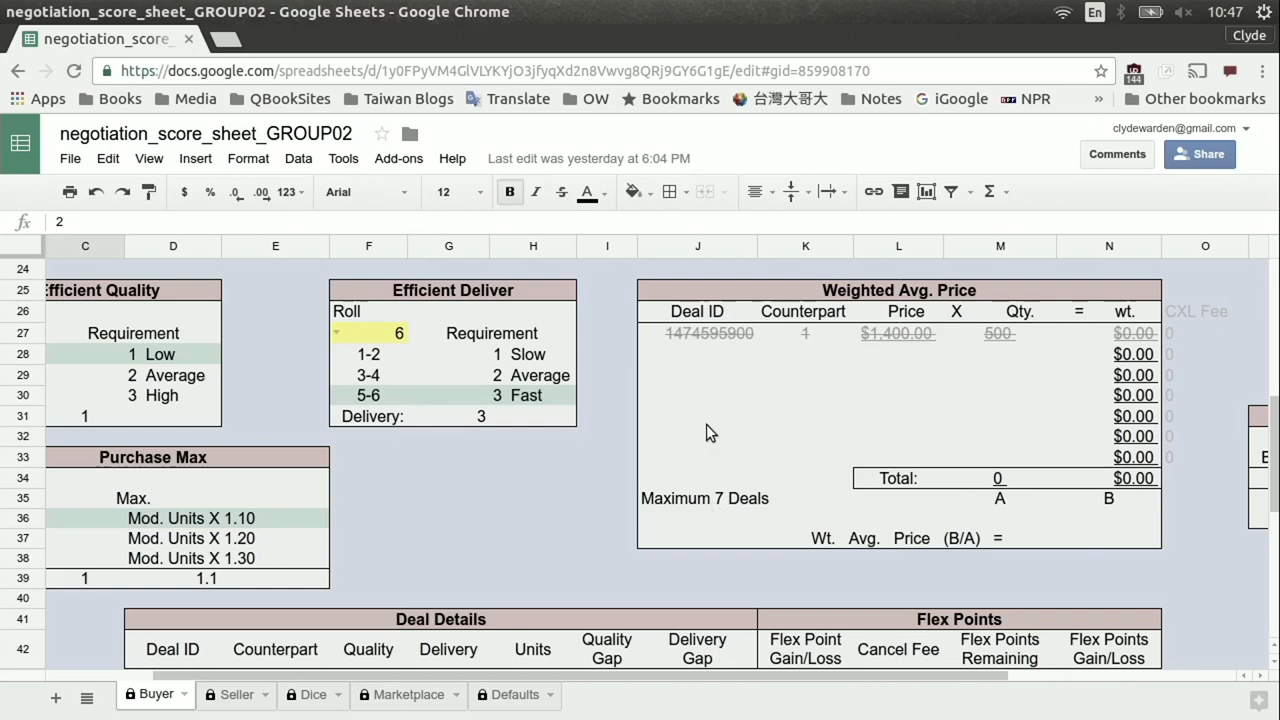 negotiation_score_sheet_GROUP02 - Google Sheets - Google Chrome
En
10:47
negotiation_score_
Clyde
https://docs.google.com/spreadsheets/d/1y0FPyVM4GlVLYKYjO3jfyqXd2n8Vwvg8QRj9GY6G1gE/edit#gid=859908170
144
Apps Books Media QBookSites Taiwan Blogs Translate OW Bookmarks 台灣大哥大 Notes iGoogle NPR » Other bookmarks
negotiation_score_sheet_GROUP02
clydewarden@gmail.com
File Edit View Insert Format Data Tools Add-ons Help Last edit was yesterday at 6:04 PM
Comments Share
$ % .0 .00 123 Arial 12 B I S A Σ
fx 2
C D E F G H I J K L M N O
24
25 Efficient Quality Efficient Deliver Weighted Avg. Price
26 Roll Deal ID Counterpart Price X Qty. = wt. CXL Fee
27 Requirement 6 Requirement 1474595900 1 $1,400.00 500 $0.00 0
28 1 Low 1-2 1 Slow $0.00 0
29 2 Average 3-4 2 Average $0.00 0
30 3 High 5-6 3 Fast $0.00 0
31 1 Delivery: 3 $0.00 0
32 $0.00 0
33 Purchase Max $0.00 0
34 Total: 0 $0.00
35 Max. Maximum 7 Deals A B
36 Mod. Units X 1.10
37 Mod. Units X 1.20 Wt. Avg. Price (B/A) =
38 Mod. Units X 1.30
39 1 1.1
40
41 Deal Details Flex Points
42 Deal ID Counterpart Quality Delivery Units Quality Gap Delivery Gap Flex Point Gain/Loss Cancel Fee Flex Points Remaining Flex Points Gain/Loss
+ Buyer Seller Dice Marketplace Defaults